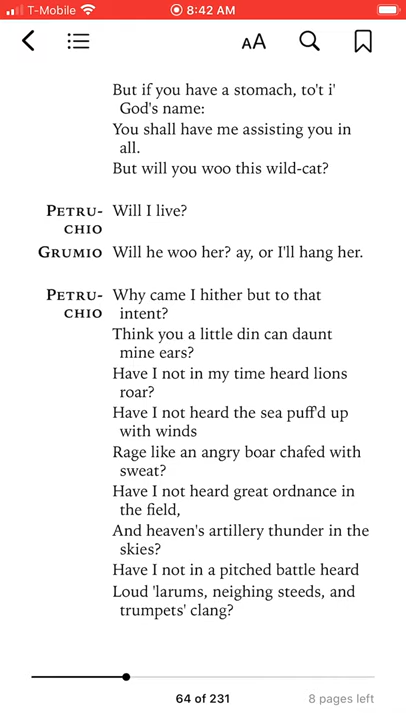 T-Mobile 8:42 AM
AA
But if you have a stomach, to't i'
God's name:
You shall have me assisting you in
all.
But will you woo this wild-cat?
PETRU- Will I live?
CHIO
GRUMIO Will he woo her? ay, or I'll hang her.
PETRU- Why came I hither but to that
CHIO intent?
Think you a little din can daunt
mine ears?
Have I not in my time heard lions
roar?
Have I not heard the sea puff'd up
with winds
Rage like an angry boar chafed with
sweat?
Have I not heard great ordnance in
the field,
And heaven's artillery thunder in the
skies?
Have I not in a pitched battle heard
Loud 'larums, neighing steeds, and
trumpets' clang?
64 of 231 8 pages left